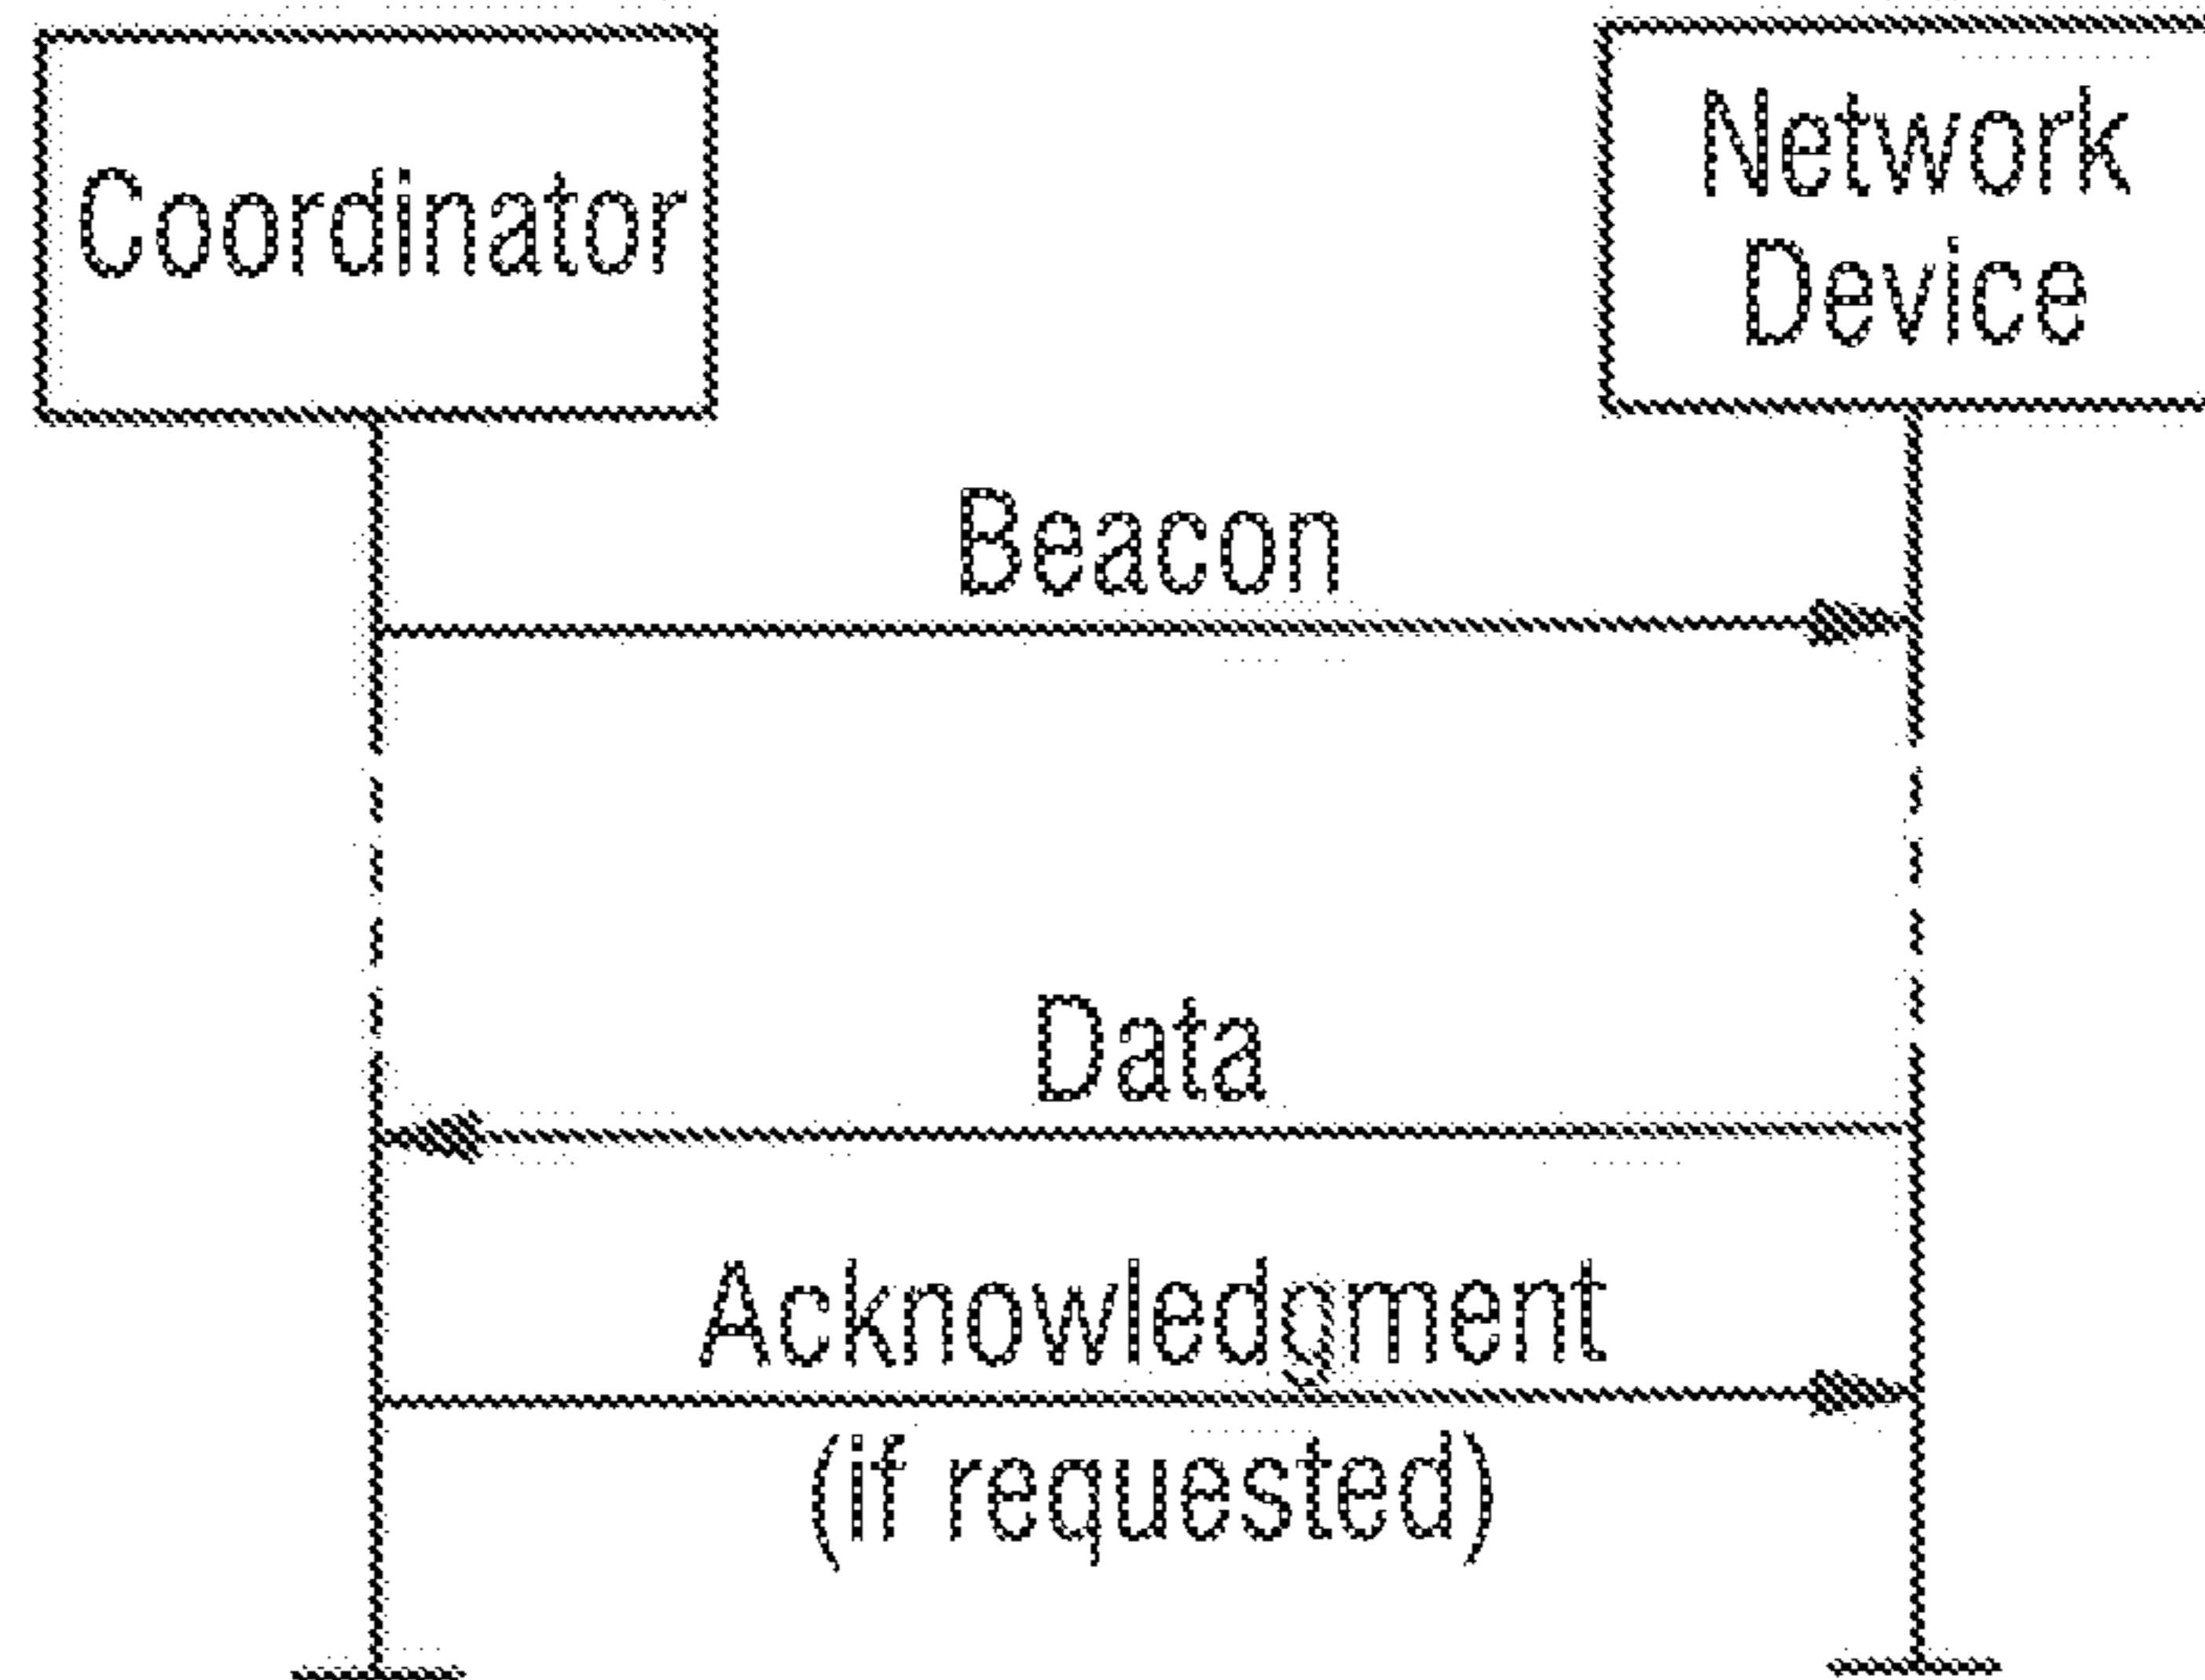 Coordinator
Network
Device
Beacon
Data
Acknowledgment
(if requested)